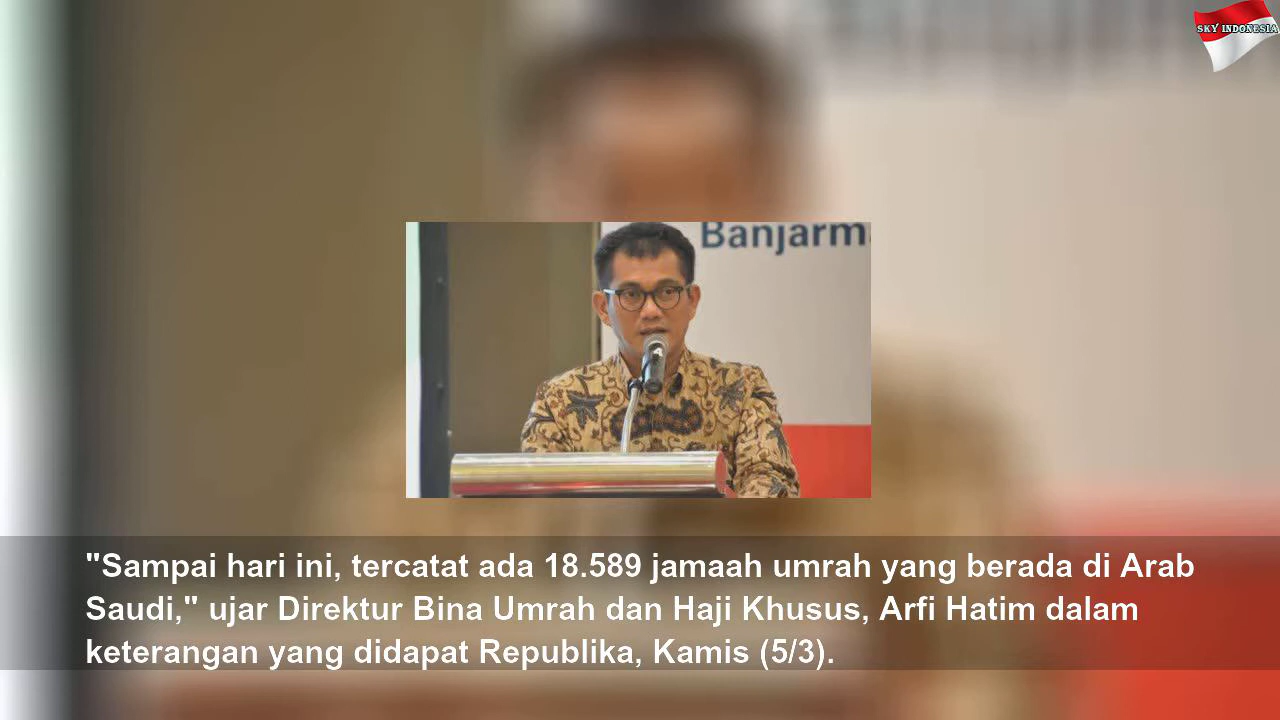 SKY INDONESIA
Banjarm
"Sampai hari ini, tercatat ada 18.589 jamaah umrah yang berada di Arab
Saudi," ujar Direktur Bina Umrah dan Haji Khusus, Arfi Hatim dalam
keterangan yang didapat Republika, Kamis (5/3).